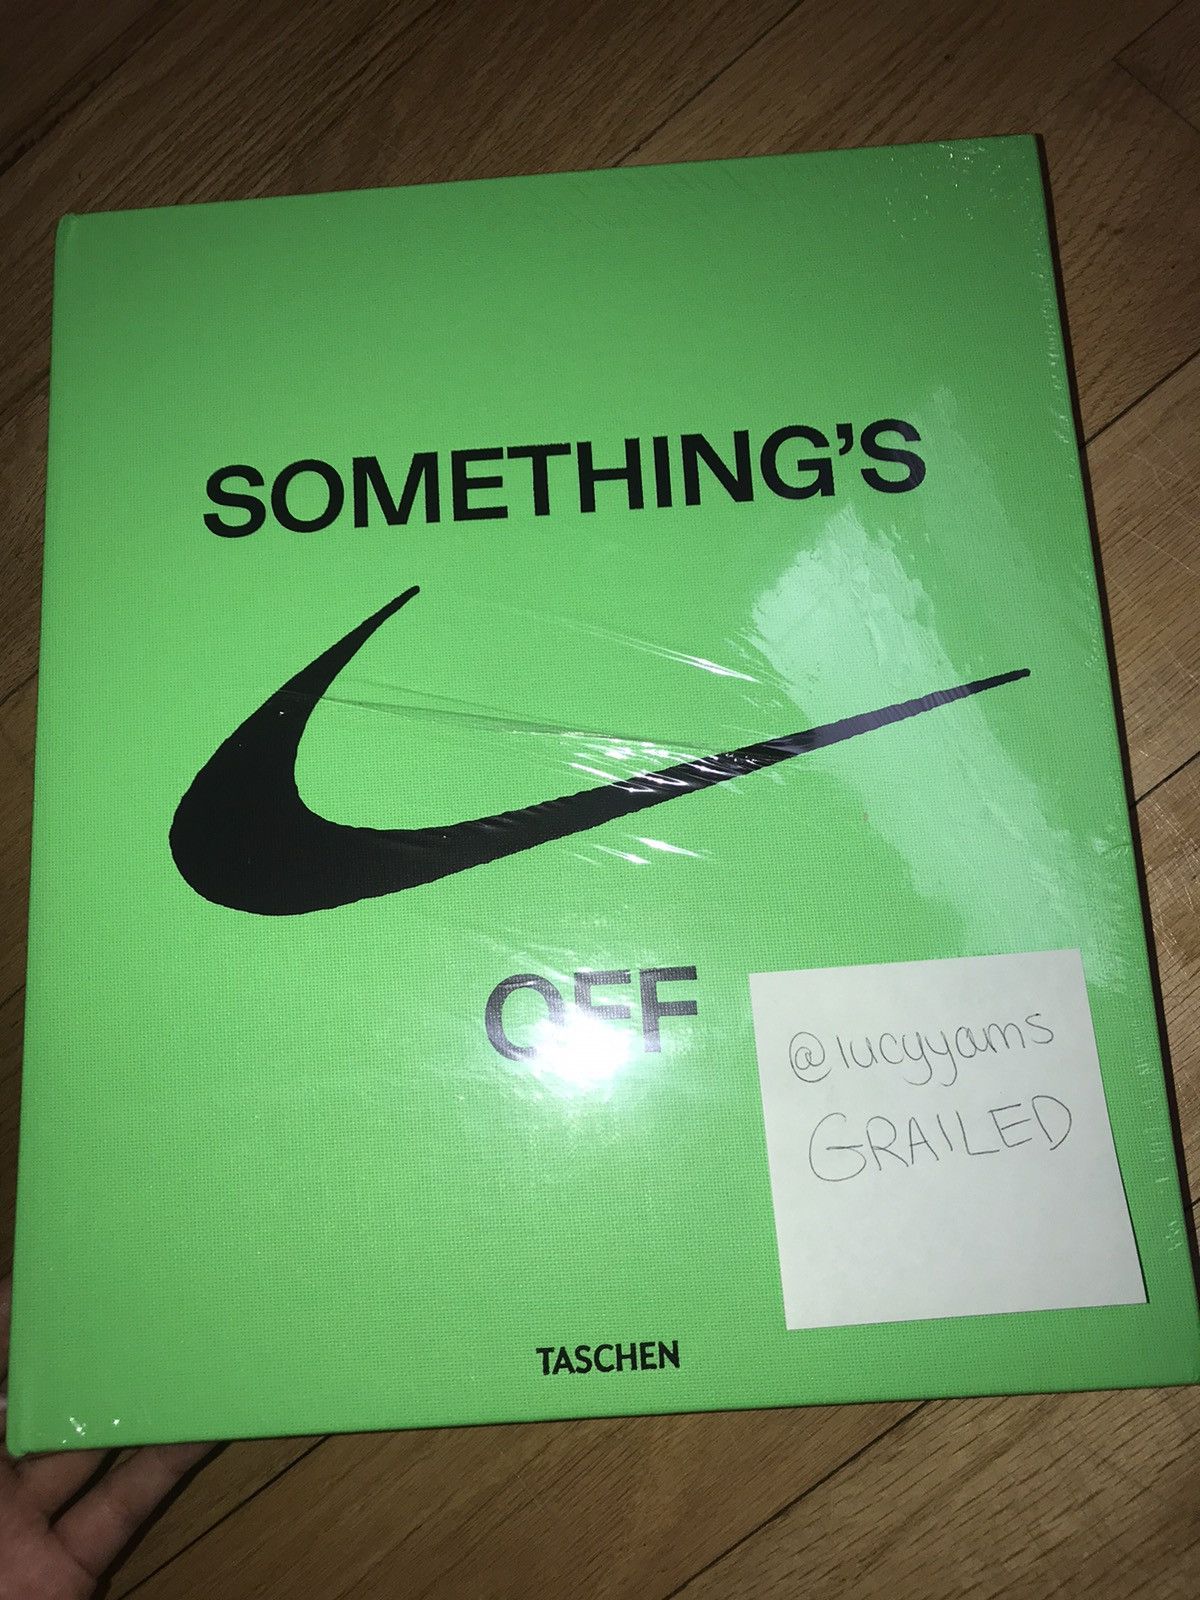 SOMETHING'S
OFF
@lucyyams
GRAILED
TASCHEN